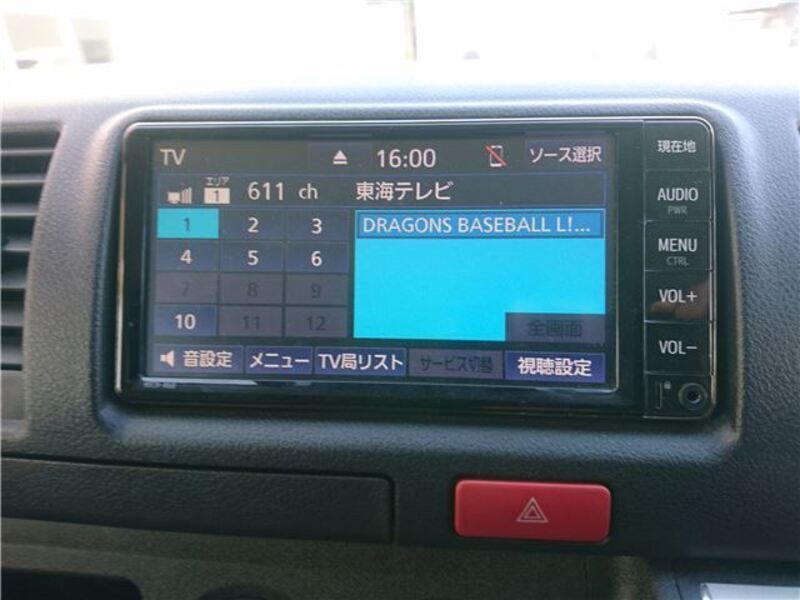 TV 16:00 ソース選択
エリア
1 611 ch 東海テレビ
1 2 3 DRAGONS BASEBALL L!...
4 5 6
7 8 9
10 11 12 全画面
音設定 メニュー TV局リスト サービス切替 視聴設定
現在地
AUDIO
PWR
MENU
CTRL
VOL+
VOL-